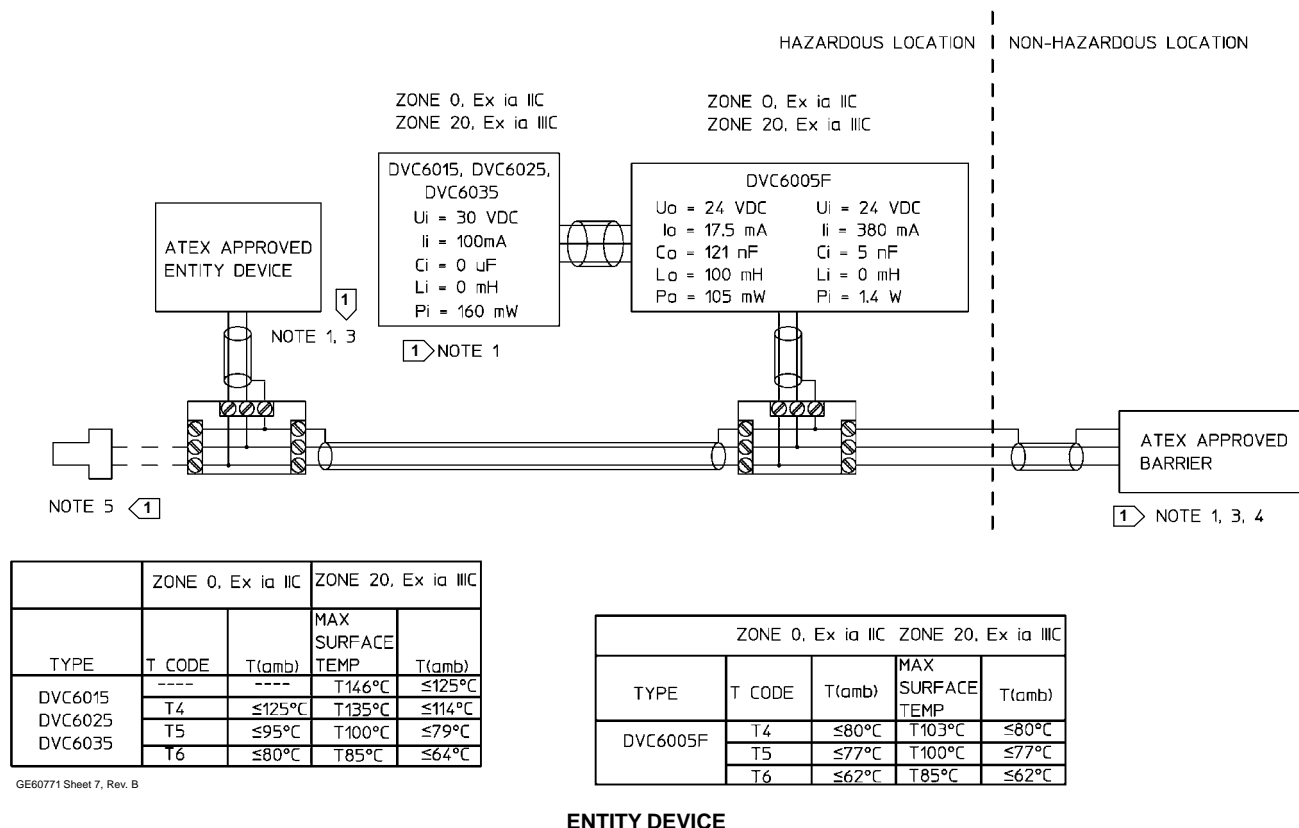 HAZARDOUS LOCATION NON-HAZARDOUS LOCATION
ZONE 0, Ex ia IIC
ZONE 20, Ex ia IIIC
ZONE 0, Ex ia IIC
ZONE 20, Ex ia IIIC
ATEX APPROVED
ENTITY DEVICE
1
NOTE 1, 3
DVC6015, DVC6025,
DVC6035
Ui = 30 VDC
Ii = 100mA
Ci = 0 uF
Li = 0 mH
Pi = 160 mW
1 NOTE 1
DVC6005F
Uo = 24 VDC Ui = 24 VDC
Io = 17.5 mA Ii = 380 mA
Co = 121 nF Ci = 5 nF
Lo = 100 mH Li = 0 mH
Po = 105 mW Pi = 1.4 W
NOTE 5 1
ATEX APPROVED
BARRIER
1 NOTE 1, 3, 4
ZONE 0, Ex ia IIC ZONE 20, Ex ia IIIC
TYPE T CODE T(amb) MAX SURFACE TEMP T(amb)
DVC6015
DVC6025
DVC6035
---- ---- T146°C ≤125°C
T4 ≤125°C T135°C ≤114°C
T5 ≤95°C T100°C ≤79°C
T6 ≤80°C T85°C ≤64°C
ZONE 0, Ex ia IIC ZONE 20, Ex ia IIIC
TYPE T CODE T(amb) MAX SURFACE TEMP T(amb)
DVC6005F
T4 ≤80°C T103°C ≤80°C
T5 ≤77°C T100°C ≤77°C
T6 ≤62°C T85°C ≤62°C
GE60771 Sheet 7, Rev. B
ENTITY DEVICE